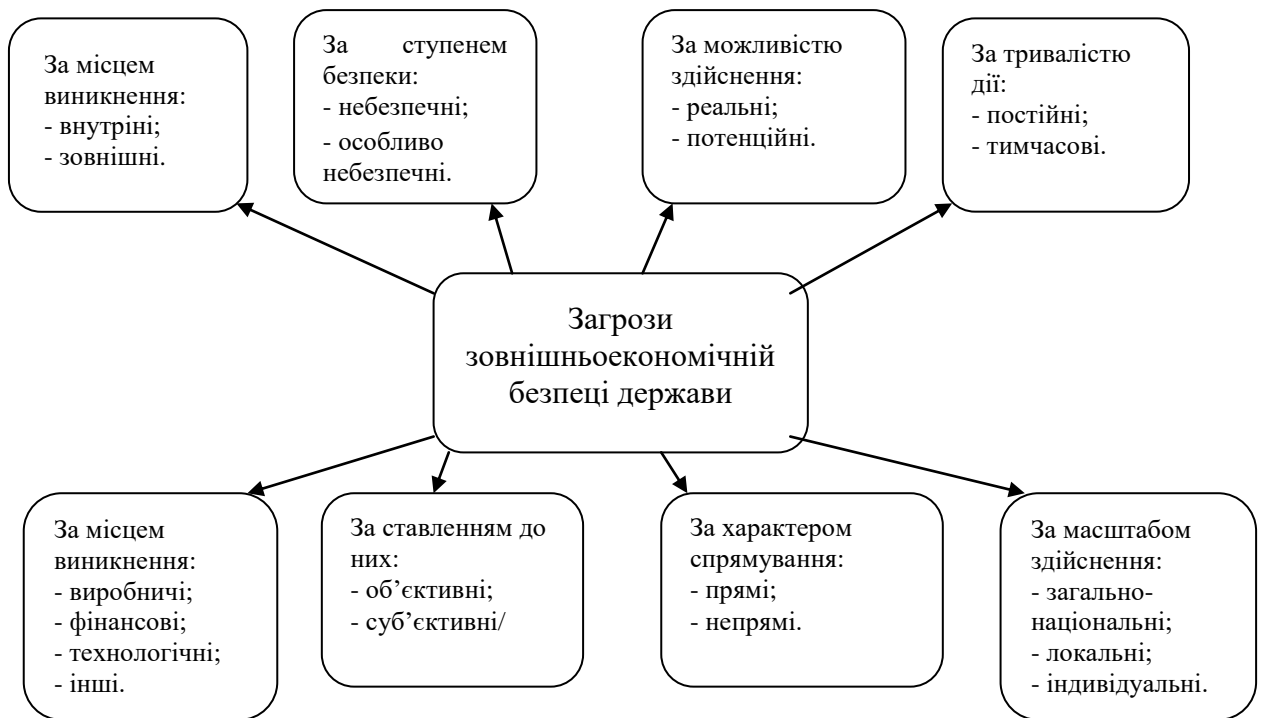 За місцем
виникнення:
- внутріні;
- зовнішні.
За ступенем
безпеки:
- небезпечні;
- особливо
небезпечні.
За можливістю
здійснення:
- реальні;
- потенційні.
За тривалістю
дії:
- постійні;
- тимчасові.
Загрози
зовнішньоекономічній
безпеці держави
За місцем
виникнення:
- виробничі;
- фінансові;
- технологічні;
- інші.
За ставленням до
них:
- об’єктивні;
- суб’єктивні/
За характером
спрямування:
- прямі;
- непрямі.
За масштабом
здійснення:
- загально-
національні;
- локальні;
- індивідуальні.